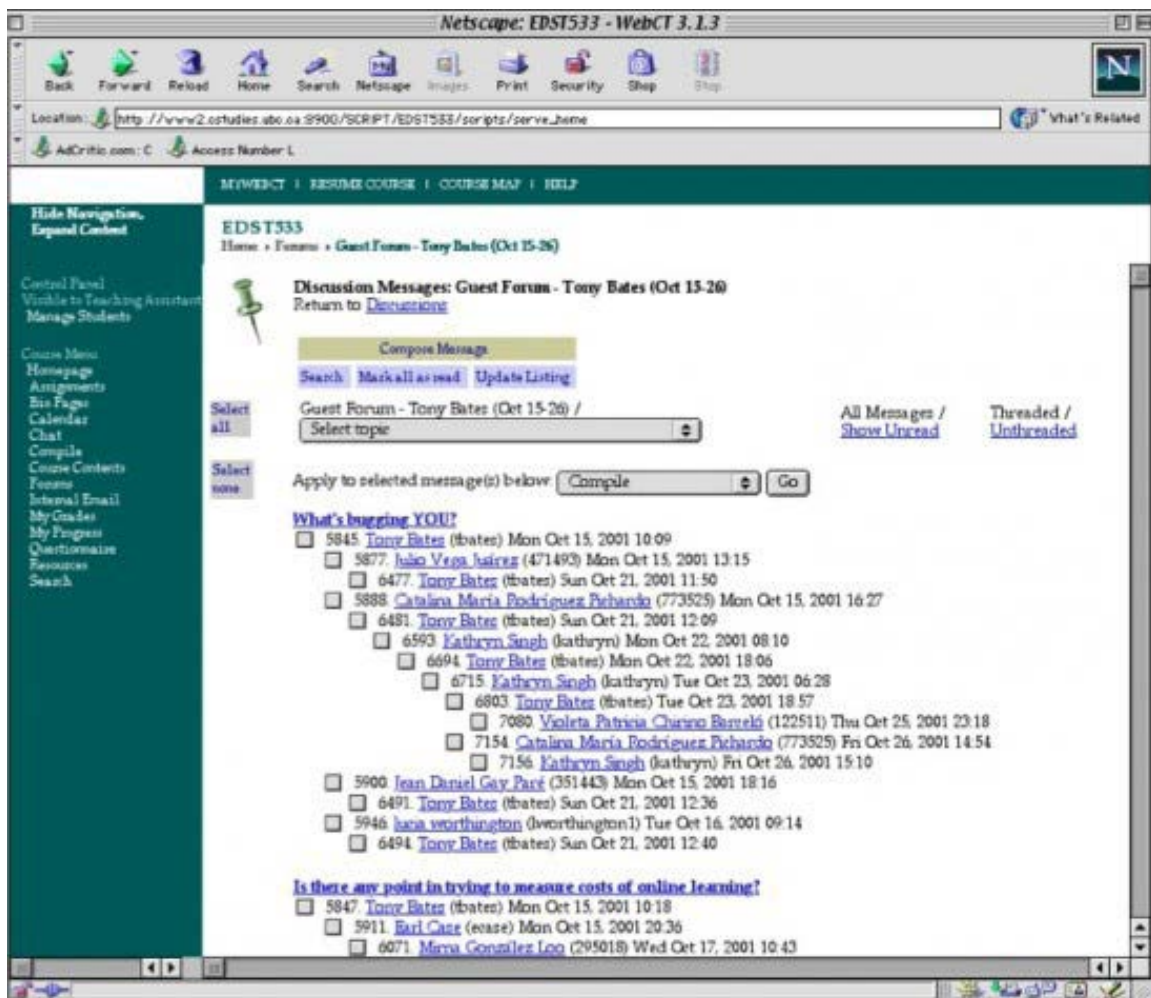 Netscape: EDST533 - WebCT 3.1.3
Back Forward Reload Home Search Netscape Images Print Security Shop Stop
N
Location: http://www2.cstudies.ubc.ca:8900/SCRIPT/EDST533/scripts/serve_home What's Related
AdCritic.com: C Access Number L
MYWEBCT | RESUME COURSE | COURSE MAP | HELP
Hide Navigation,
Expand Content
EDST533
Home » Forums » Guest Forum - Tony Bates (Oct 15-26)
Control Panel
Visible to Teaching Assistant
Manage Students
Course Menu
Homepage
Assignments
Bio Pages
Calendar
Chat
Compile
Course Contents
Forums
Internal Email
My Grades
My Progress
Questionnaire
Resources
Search
Discussion Messages: Guest Forum - Tony Bates (Oct 15-26)
Return to Discussions
Compose Message
Search Mark all as read Update Listing
Select all
Guest Forum - Tony Bates (Oct 15-26) /
Select topic
All Messages /
Show Unread
Threaded /
Unthreaded
Select none
Apply to selected message(s) below: Compile Go
What's bugging YOU?
5845. Tony Bates (tbates) Mon Oct 15, 2001 10:09
5877. Julio Vega Juárez (471493) Mon Oct 15, 2001 13:15
6477. Tony Bates (tbates) Sun Oct 21, 2001 11:50
5888. Catalina María Rodríguez Pichardo (773525) Mon Oct 15, 2001 16:27
6481. Tony Bates (tbates) Sun Oct 21, 2001 12:09
6593. Kathryn Singh (kathryn) Mon Oct 22, 2001 08:10
6694. Tony Bates (tbates) Mon Oct 22, 2001 18:06
6715. Kathryn Singh (kathryn) Tue Oct 23, 2001 06:28
6803. Tony Bates (tbates) Tue Oct 23, 2001 18:57
7080. Violeta Patricia Chirino Barceló (122511) Thu Oct 25, 2001 23:18
7154. Catalina María Rodríguez Pichardo (773525) Fri Oct 26, 2001 14:54
7156. Kathryn Singh (kathryn) Fri Oct 26, 2001 15:10
5900. Jean Daniel Gay Paré (351443) Mon Oct 15, 2001 18:16
6491. Tony Bates (tbates) Sun Oct 21, 2001 12:36
5946. lucia worthington (lworthington1) Tue Oct 16, 2001 09:14
6494. Tony Bates (tbates) Sun Oct 21, 2001 12:40
Is there any point in trying to measure costs of online learning?
5847. Tony Bates (tbates) Mon Oct 15, 2001 10:18
5911. Earl Case (ecase) Mon Oct 15, 2001 20:36
6071. Mirna González Loo (295018) Wed Oct 17, 2001 10:43